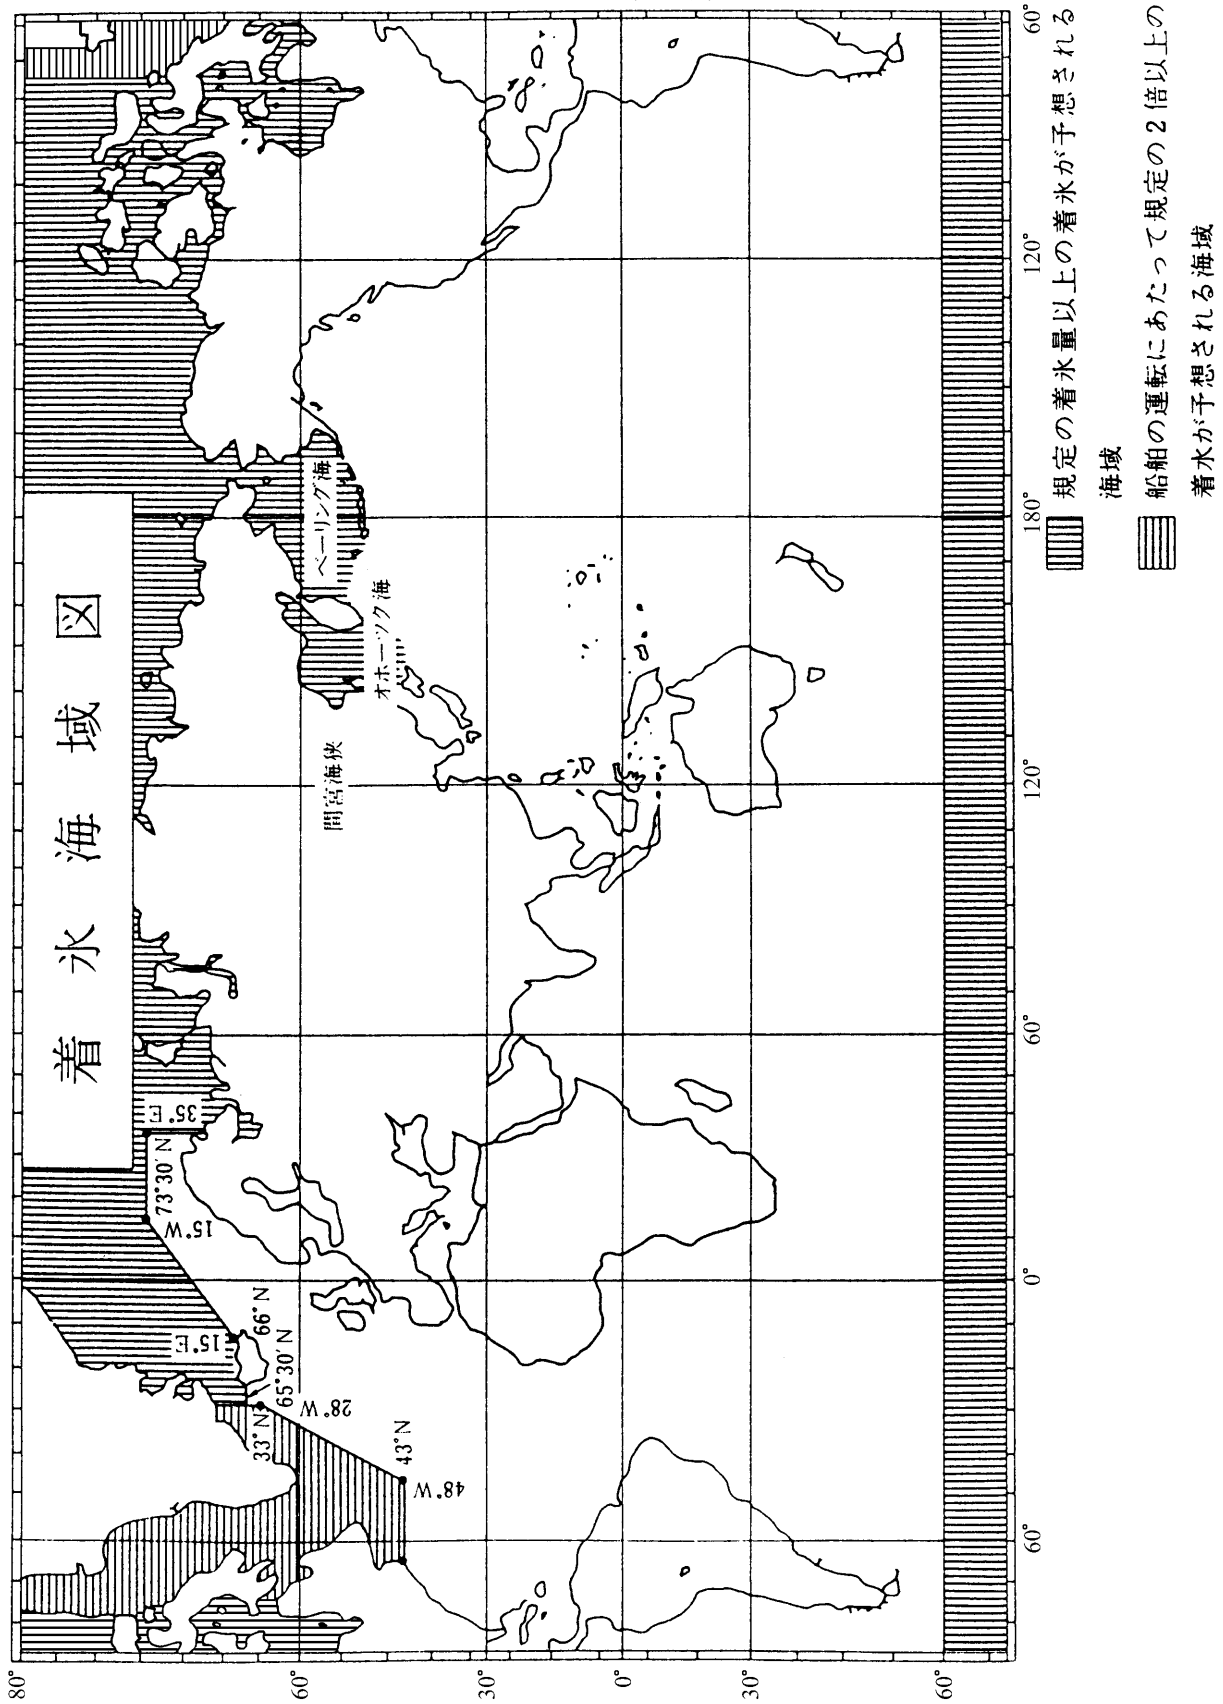 着氷海域図
ベーリング海
オホーツク海
間宮海狭
35°E
73°30′N
15°W
15°E
66°N
65°30′N
33°N
28°W
43°N
48°W
80°
60°
30°
0°
30°
60°
60°
0°
60°
120°
180°
120°
60°
規定の着氷量以上の着氷が予想される
海域
船舶の運転にあたって規定の2倍以上の
着氷が予想される海域